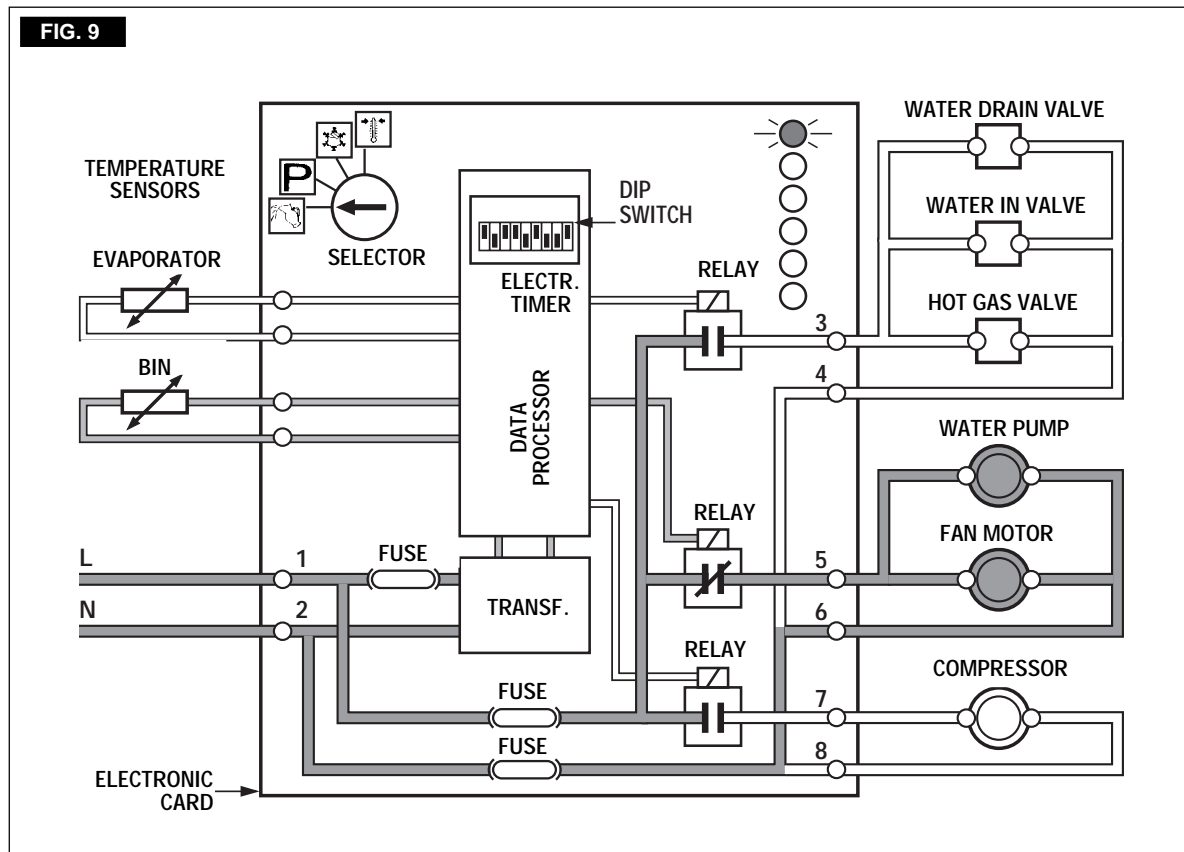 FIG. 9
WATER DRAIN VALVE
TEMPERATURE
SENSORS
P
DIP
SWITCH
WATER IN VALVE
SELECTOR
EVAPORATOR
ELECTR.
TIMER
RELAY
HOT GAS VALVE
3
BIN
4
DATA
PROCESSOR
WATER PUMP
RELAY
FAN MOTOR
L
1
FUSE
5
N
2
TRANSF.
6
RELAY
COMPRESSOR
FUSE
7
FUSE
8
ELECTRONIC
CARD